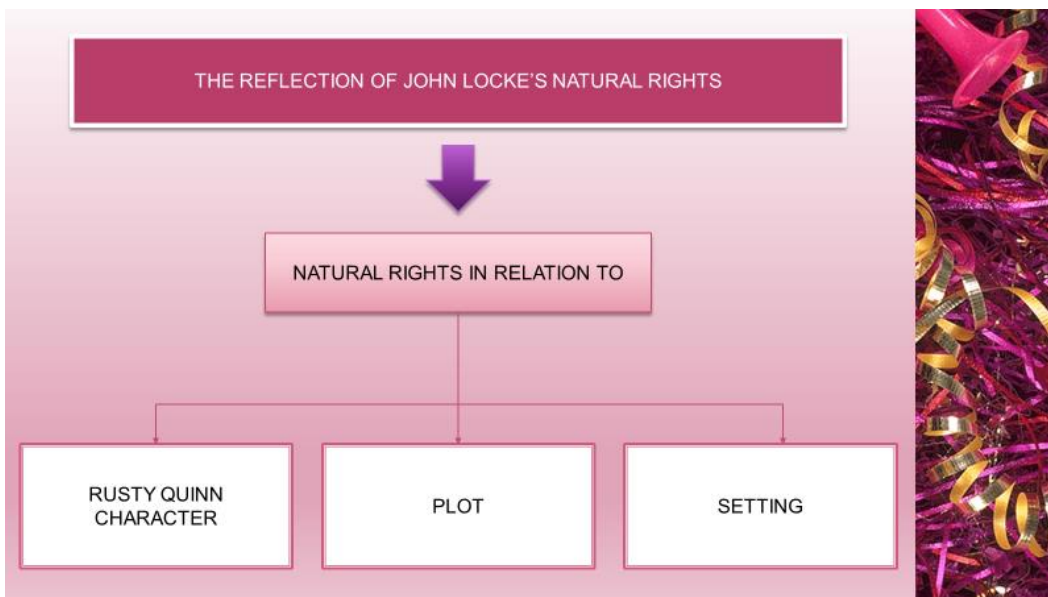 THE REFLECTION OF JOHN LOCKE'S NATURAL RIGHTS
NATURAL RIGHTS IN RELATION TO
RUSTY QUINN
CHARACTER
PLOT
SETTING